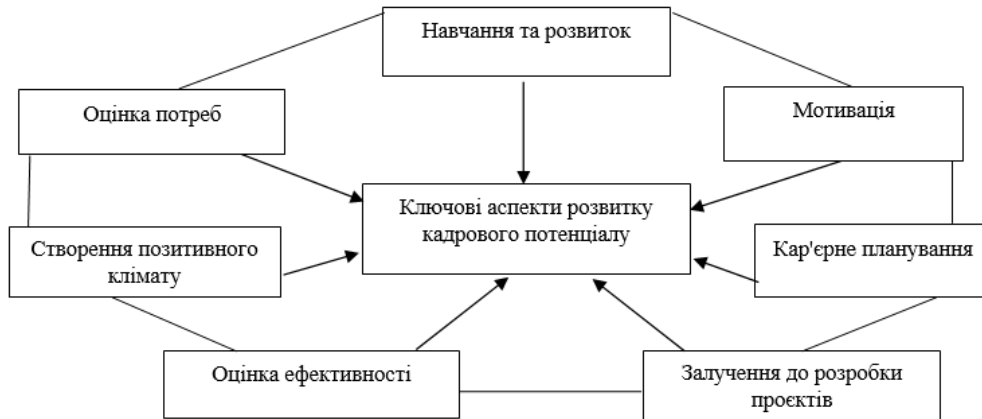 Навчання та розвиток
Оцінка потреб
Мотивація
Ключові аспекти розвитку
кадрового потенціалу
Створення позитивного
клімату
Кар'єрне планування
Оцінка ефективності
Залучення до розробки
проєктів